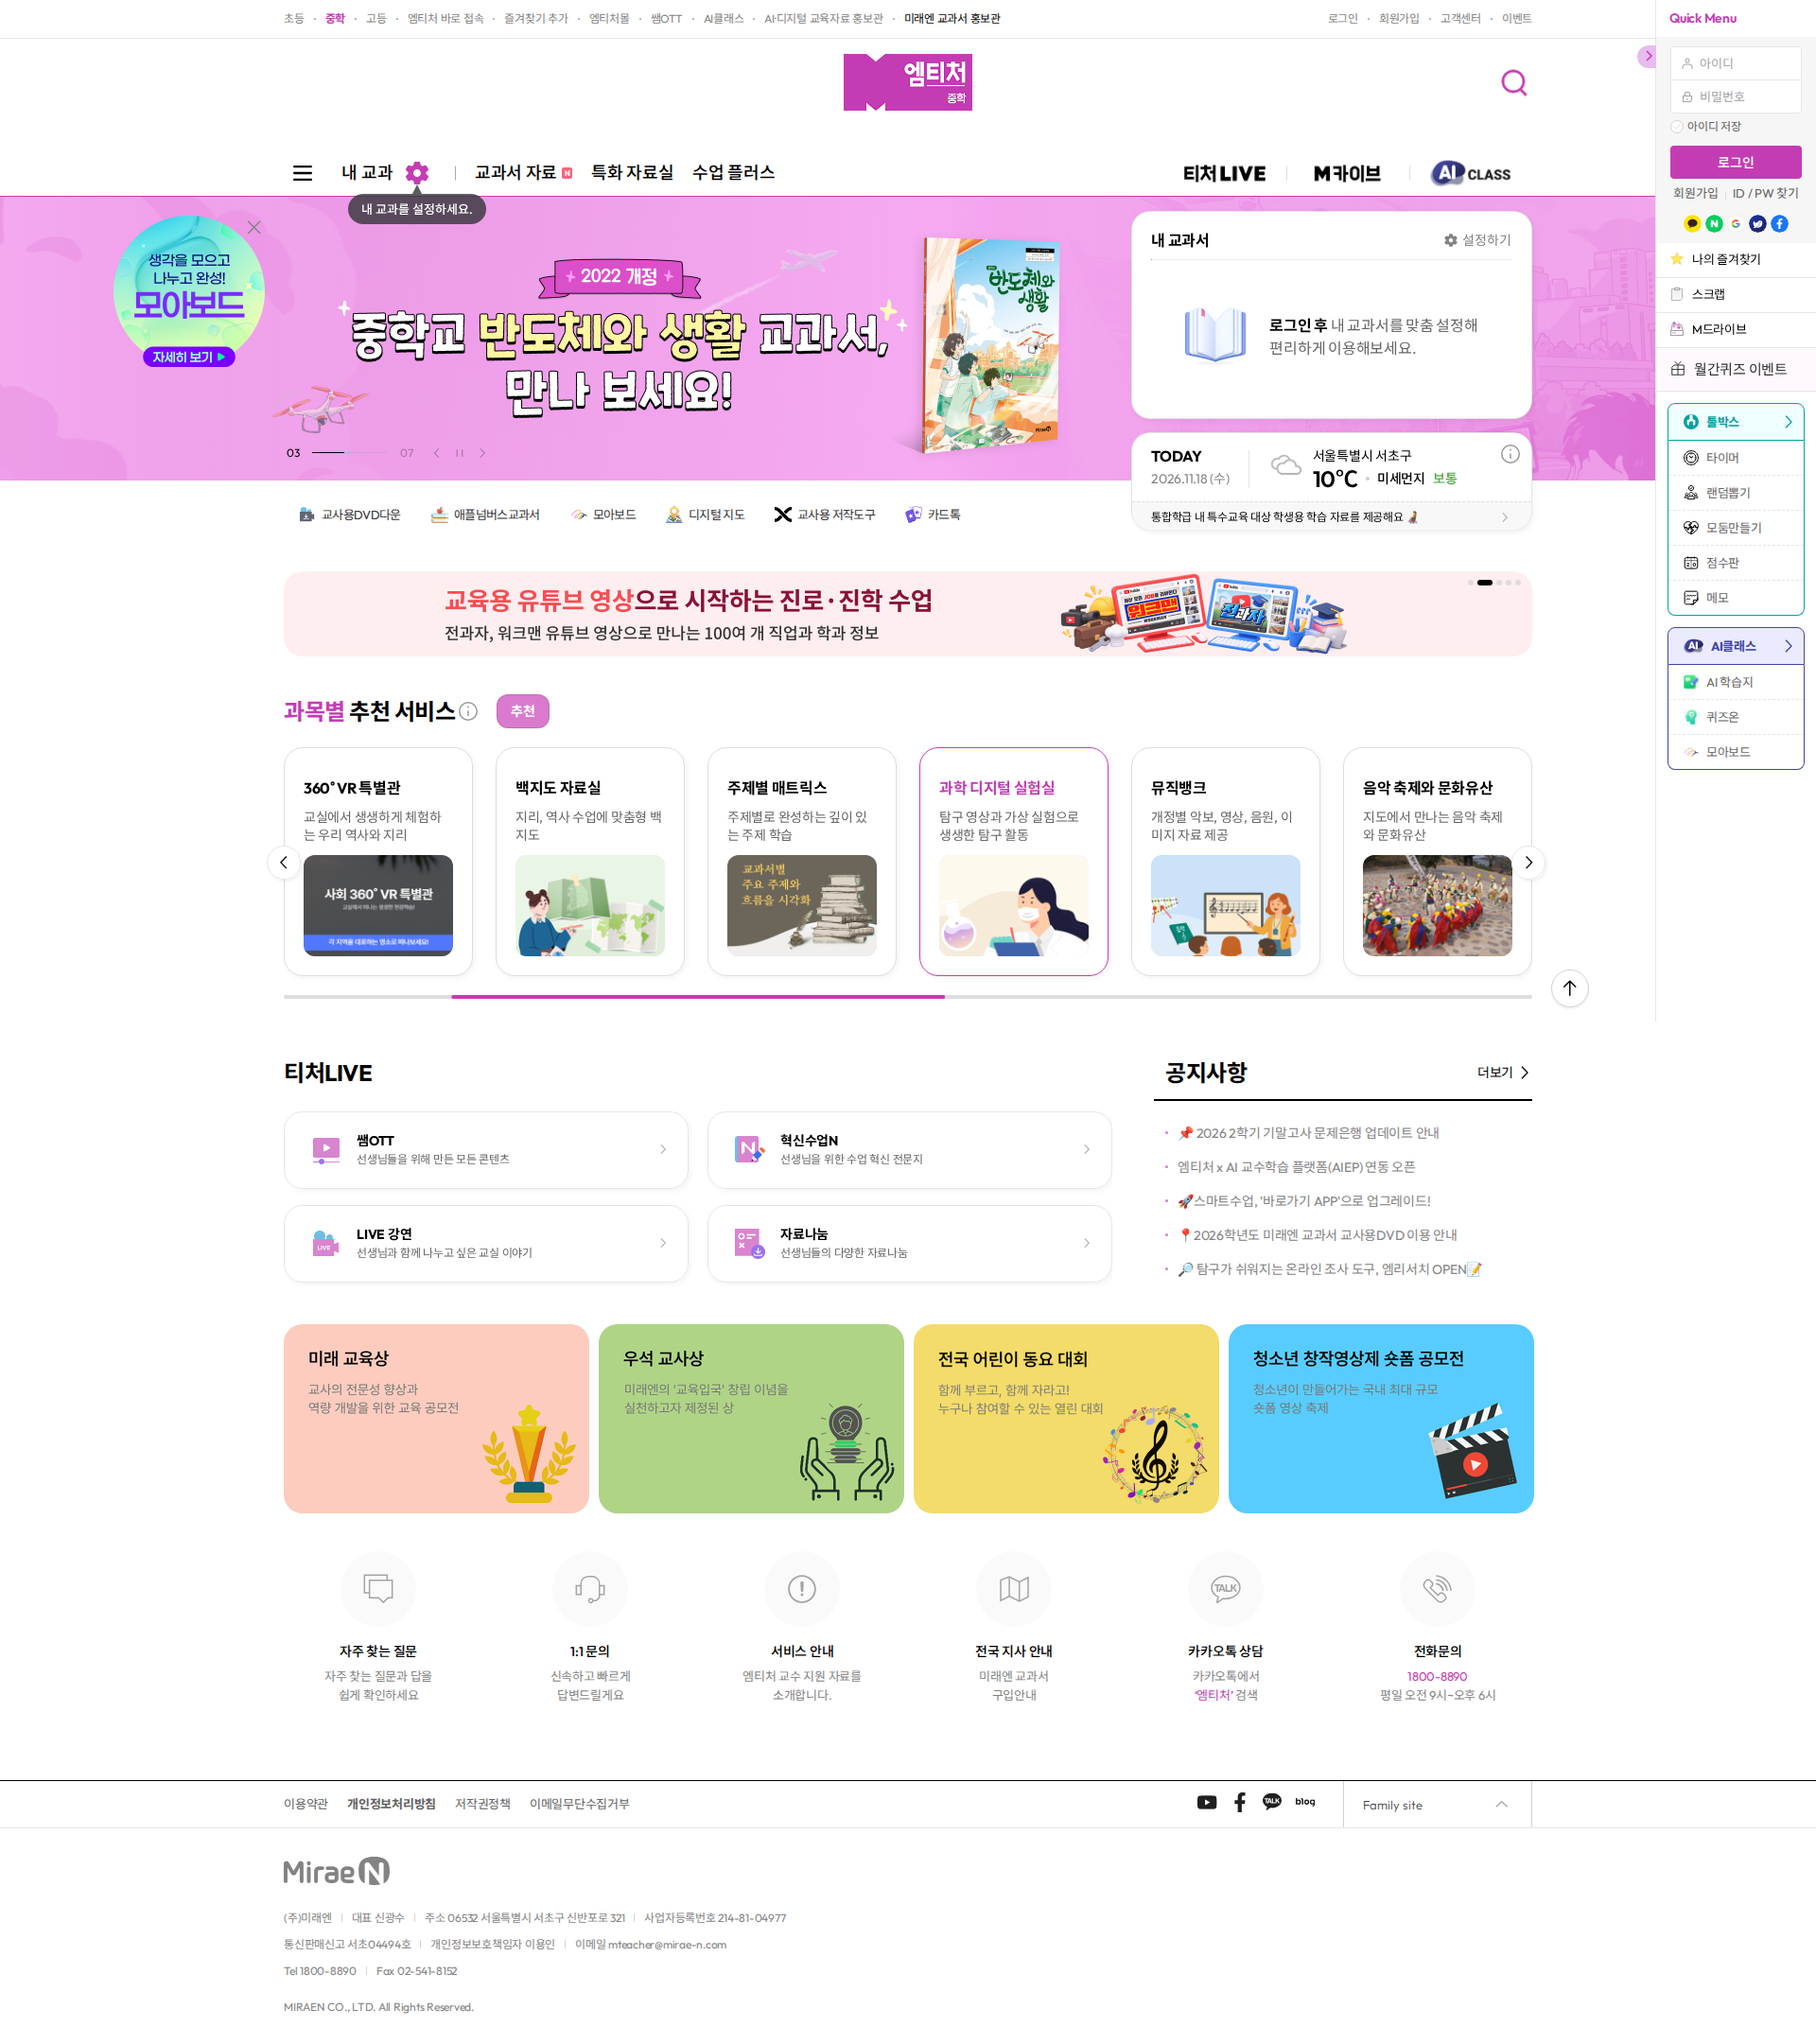 초등 · 중학 · 고등 · 엠티처 바로 접속 · 즐겨찾기 추가 · 엠티처몰 · 쌤OTT · AI클래스 · AI디지털 교육자료 홍보관 · 미래엔 교과서 홍보관
로그인 · 회원가입 · 고객센터 · 이벤트
엠티처
중학
내 교과
교과서 자료 N
특화 자료실
수업 플러스
티처LIVE
M카이브
AI CLASS
내 교과를 설정하세요.
생각을 모으고
나누고 완성!
모아보드
자세히 보기
2022 개정
중학교 반도체와 생활 교과서,
만나 보세요!
반도체와
생활
MiraeN
03
07
내 교과서
설정하기
로그인 후 내 교과서를 맞춤 설정해
편리하게 이용해보세요.
TODAY
2026.11.18 (수)
서울특별시 서초구
10℃ 미세먼지 보통
통합학급 내 특수교육 대상 학생용 학습 자료를 제공해요
교사용DVD다운
애플넘버스교과서
모아보드
디지털 지도
교사용 저작도구
카드톡
교육용 유튜브 영상으로 시작하는 진로·진학 수업
전과자, 워크맨 유튜브 영상으로 만나는 100여 개 직업과 학과 정보
워크맨
전과자
과목별 추천 서비스
추천
360° VR 특별관
교실에서 생생하게 체험하
는 우리 역사와 지리
사회 360° VR 특별관
각 지역을 대표하는 명소로 떠나보세요!
백지도 자료실
지리, 역사 수업에 맞춤형 백
지도
주제별 매트릭스
주제별로 완성하는 깊이 있
는 주제 학습
교과서별
주요 주제와
흐름을 시각화
과학 디지털 실험실
탐구 영상과 가상 실험으로
생생한 탐구 활동
뮤직뱅크
개정별 악보, 영상, 음원, 이
미지 자료 제공
음악 축제와 문화유산
지도에서 만나는 음악 축제
와 문화유산
티처LIVE
쌤OTT
선생님들을 위해 만든 모든 콘텐츠
혁신수업N
선생님을 위한 수업 혁신 전문지
LIVE
LIVE 강연
선생님과 함께 나누고 싶은 교실 이야기
자료나눔
선생님들의 다양한 자료나눔
공지사항
더보기
📌 2026 2학기 기말고사 문제은행 업데이트 안내
엠티처 x AI 교수학습 플랫폼(AIEP) 연동 오픈
🚀스마트수업, '바로가기 APP'으로 업그레이드!
📍2026학년도 미래엔 교과서 교사용DVD 이용 안내
🔎 탐구가 쉬워지는 온라인 조사 도구, 엠리서치 OPEN📝
미래 교육상
교사의 전문성 향상과
역량 개발을 위한 교육 공모전
우석 교사상
미래엔의 '교육입국' 창립 이념을
실천하고자 제정된 상
전국 어린이 동요 대회
함께 부르고, 함께 자라고!
누구나 참여할 수 있는 열린 대회
청소년 창작영상제 숏폼 공모전
청소년이 만들어가는 국내 최대 규모
숏폼 영상 축제
자주 찾는 질문
자주 찾는 질문과 답을
쉽게 확인하세요
1:1 문의
신속하고 빠르게
답변드릴게요
서비스 안내
엠티처 교수 지원 자료를
소개합니다.
전국 지사 안내
미래엔 교과서
구입안내
TALK
카카오톡 상담
카카오톡에서
'엠티처' 검색
전화문의
1800-8890
평일 오전 9시~오후 6시
이용약관
개인정보처리방침
저작권정책
이메일무단수집거부
TALK
blog
Family site
MiraeN
(주)미래엔 | 대표 신광수 | 주소 06532 서울특별시 서초구 신반포로 321 | 사업자등록번호 214-81-04977
통신판매신고 서초04494호 | 개인정보보호책임자 이용인 | 이메일 mteacher@mirae-n.com
Tel 1800-8890 | Fax 02-541-8152
MIRAEN CO., LTD. All Rights Reserved.
Quick Menu
아이디
비밀번호
아이디 저장
로그인
회원가입 | ID / PW 찾기
나의 즐겨찾기
스크랩
M드라이브
월간퀴즈 이벤트
툴박스
타이머
랜덤뽑기
모둠만들기
점수판
메모
AI클래스
AI 학습지
퀴즈온
모아보드